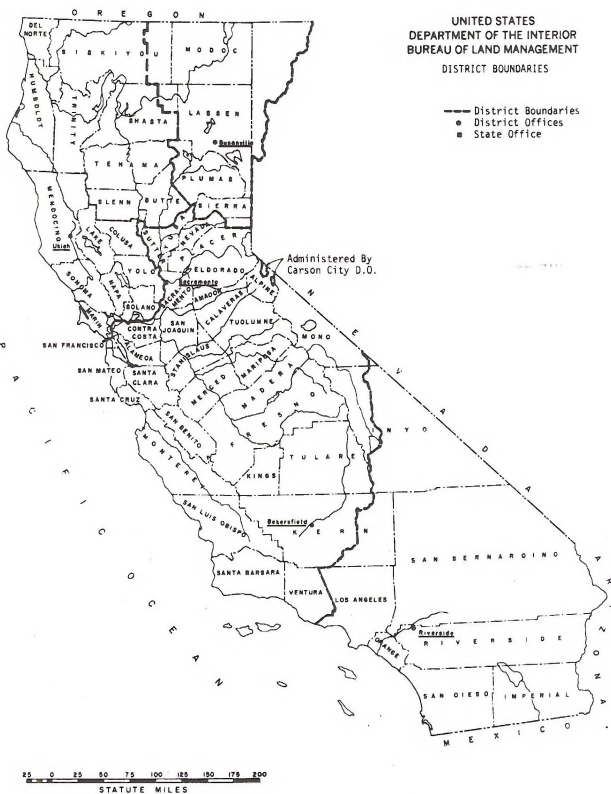 UNITED STATES
DEPARTMENT OF THE INTERIOR
BUREAU OF LAND MANAGEMENT
DISTRICT BOUNDARIES
District Boundaries
District Offices
State Office
OREGON
DEL NORTE
SISKIYOU
MODOC
HUMBOLDT
TRINITY
SHASTA
LASSEN
Susanville
TEHAMA
PLUMAS
MENDOCINO
GLENN
BUTTE
SIERRA
Ukiah
LAKE
COLUSA
SUTTER
YUBA
NEVADA
PLACER
SONOMA
NAPA
YOLO
Sacramento
ELDORADO
Administered By
Carson City D.O.
SACRA-
MENTO
AMADOR
ALPINE
SOLANO
CALAVERAS
MARIN
CONTRA
COSTA
SAN
JOAQUIN
TUOLUMNE
MONO
NEVADA
SAN FRANCISCO
ALAMEDA
STANISLAUS
MARIPOSA
SAN MATEO
SANTA
CLARA
MERCED
MADERA
SANTA CRUZ
SAN BENITO
FRESNO
INYO
MONTEREY
KINGS
TULARE
SAN LUIS OBISPO
Bakersfield
KERN
SAN BERNARDINO
SANTA BARBARA
VENTURA
LOS ANGELES
ARIZONA
Riverside
ORANGE
RIVERSIDE
SAN DIEGO
IMPERIAL
MEXICO
PACIFIC OCEAN
25 0 25 50 75 100 125 150 175 200
STATUTE MILES